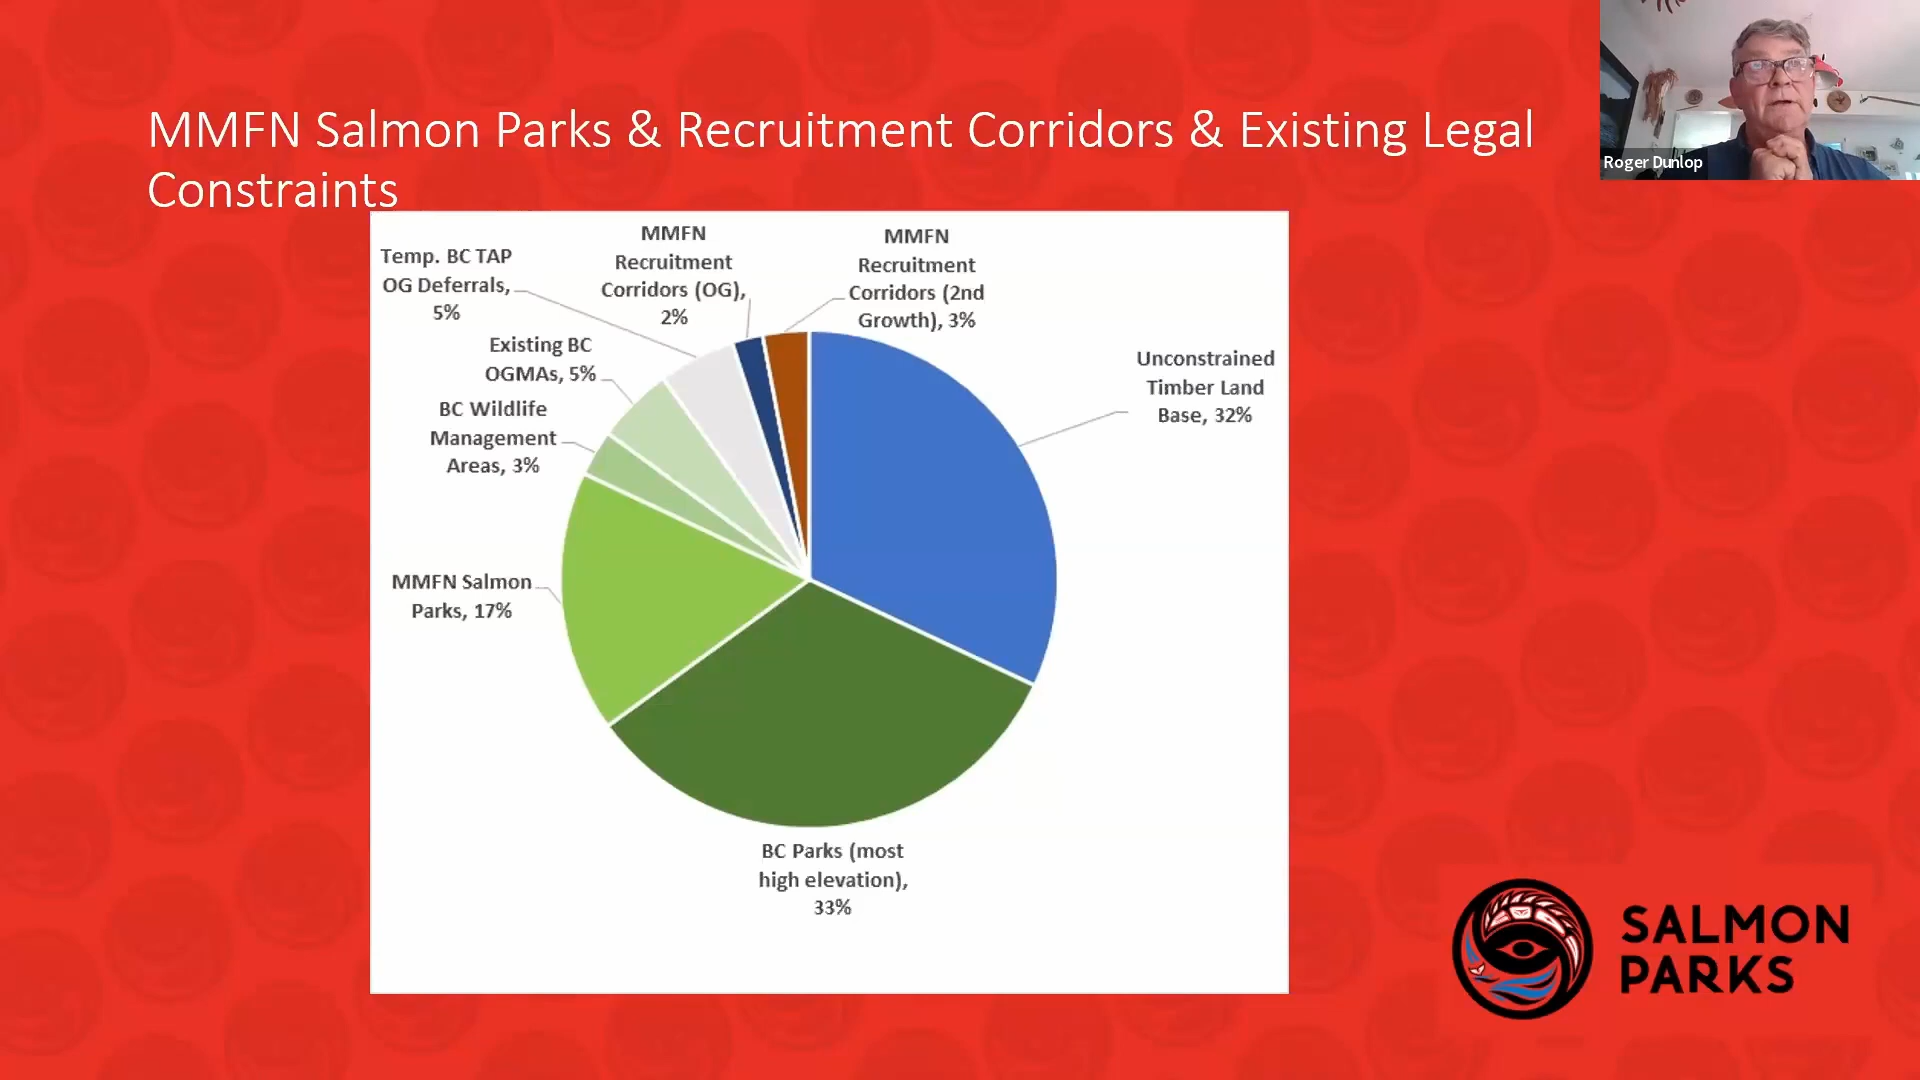 MMFN Salmon Parks & Recruitment Corridors & Existing Legal
Constraints
Roger Dunlop
Temp. BC TAP
OG Deferrals,
5%
MMFN
Recruitment
Corridors (OG),
2%
MMFN
Recruitment
Corridors (2nd
Growth), 3%
Existing BC
OGMAs, 5%
Unconstrained
Timber Land
Base, 32%
BC Wildlife
Management
Areas, 3%
MMFN Salmon
Parks, 17%
BC Parks (most
high elevation),
33%
SALMON
PARKS